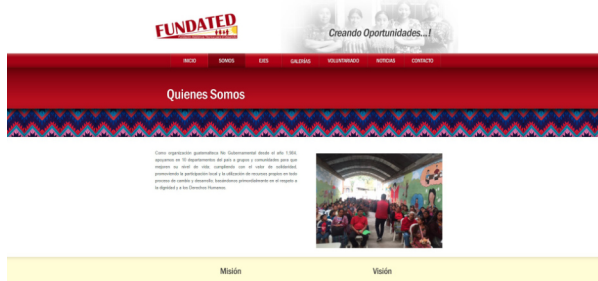 FUNDATED
Creando Oportunidades...!
INICIO SOMOS EJES GALERÍAS VOLUNTARIADO NOTICIAS CONTACTO
Quienes Somos
Como organización guatemalteca No Gubernamental desde el año 1,984,
apoyamos en 10 departamentos del país a grupos y comunidades para que
mejoren su nivel de vida; cumpliendo con el valor de solidaridad,
promoviendo la participación local y la utilización de recursos propios en todo
proceso de cambio y desarrollo, basándonos primordialmente en el respeto a
la dignidad y a los Derechos Humanos.
Misión Visión